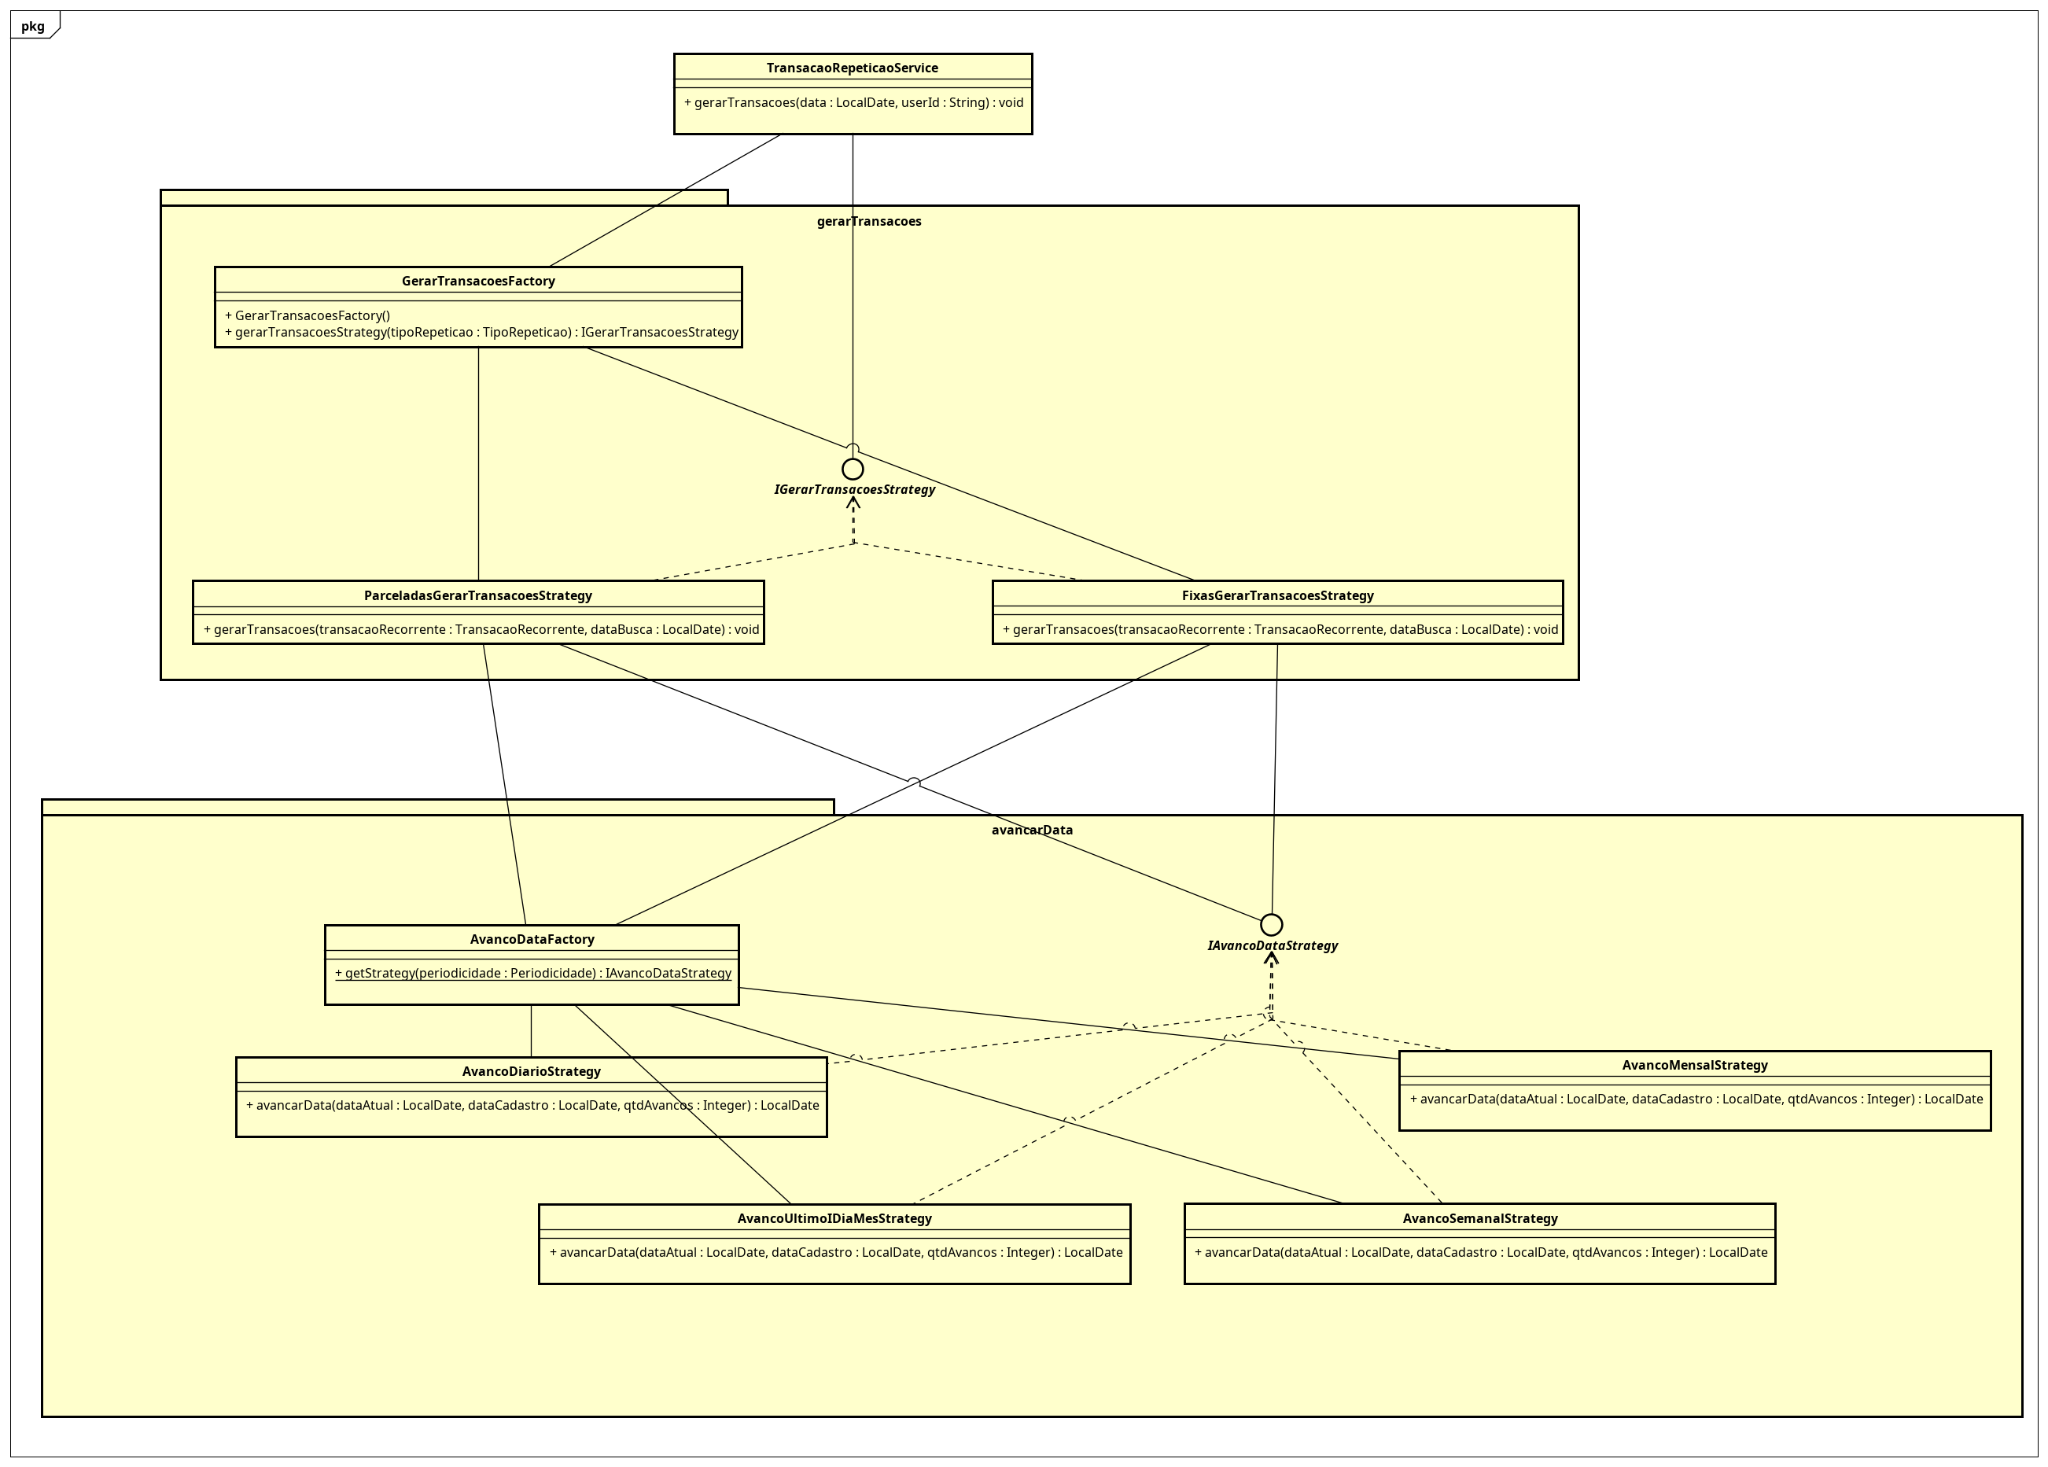 pkg
TransacaoRepeticaoService
+ gerarTransacoes(data : LocalDate, userId : String) : void
gerarTransacoes
GerarTransacoesFactory
+ GerarTransacoesFactory()
+ gerarTransacoesStrategy(tipoRepeticao : TipoRepeticao) : IGerarTransacoesStrategy
IGerarTransacoesStrategy
ParceladasGerarTransacoesStrategy
+ gerarTransacoes(transacaoRecorrente : TransacaoRecorrente, dataBusca : LocalDate) : void
FixasGerarTransacoesStrategy
+ gerarTransacoes(transacaoRecorrente : TransacaoRecorrente, dataBusca : LocalDate) : void
avancarData
AvancoDataFactory
+ getStrategy(periodicidade : Periodicidade) : IAvancoDataStrategy
IAvancoDataStrategy
AvancoDiarioStrategy
+ avancarData(dataAtual : LocalDate, dataCadastro : LocalDate, qtdAvancos : Integer) : LocalDate
AvancoMensalStrategy
+ avancarData(dataAtual : LocalDate, dataCadastro : LocalDate, qtdAvancos : Integer) : LocalDate
AvancoUltimoIDiaMesStrategy
+ avancarData(dataAtual : LocalDate, dataCadastro : LocalDate, qtdAvancos : Integer) : LocalDate
AvancoSemanalStrategy
+ avancarData(dataAtual : LocalDate, dataCadastro : LocalDate, qtdAvancos : Integer) : LocalDate